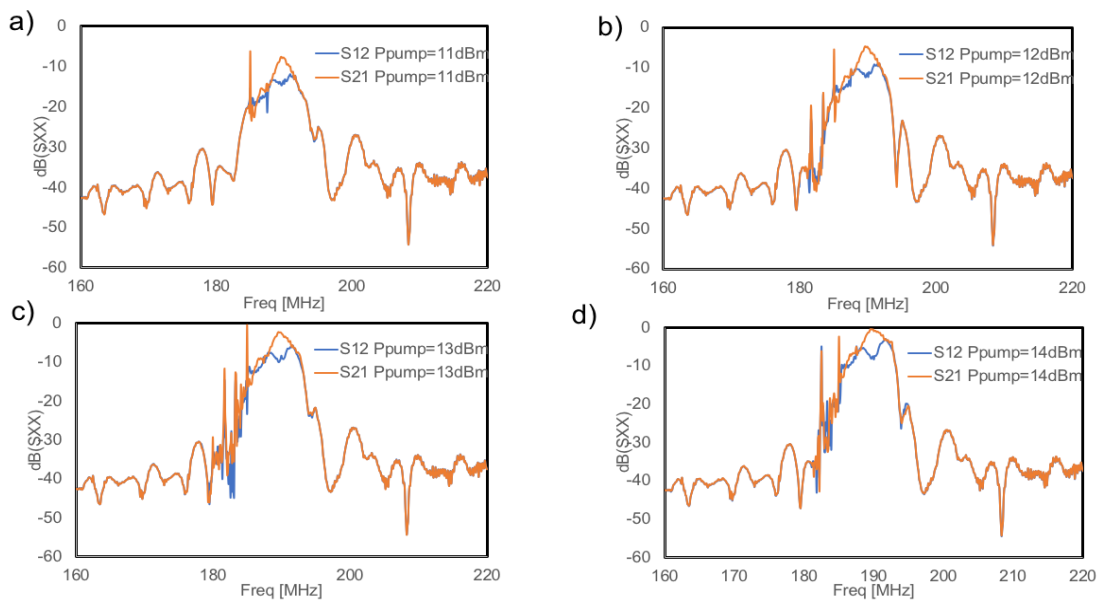 a)
0
-10
-20
-30
-40
-50
-60
dB($XX)
S12 Ppump=11dBm
S21 Ppump=11dBm
160 180 200 220
Freq [MHz]
b)
0
-10
-20
-30
-40
-50
-60
dB($XX)
S12 Ppump=12dBm
S21 Ppump=12dBm
160 180 200 220
Freq [MHz]
c)
0
-10
-20
-30
-40
-50
-60
dB($XX)
S12 Ppump=13dBm
S21 Ppump=13dBm
160 180 200 220
Freq [MHz]
d)
0
-10
-20
-30
-40
-50
-60
dB($XX)
S12 Ppump=14dBm
S21 Ppump=14dBm
160 170 180 190 200 210 220
Freq [MHz]